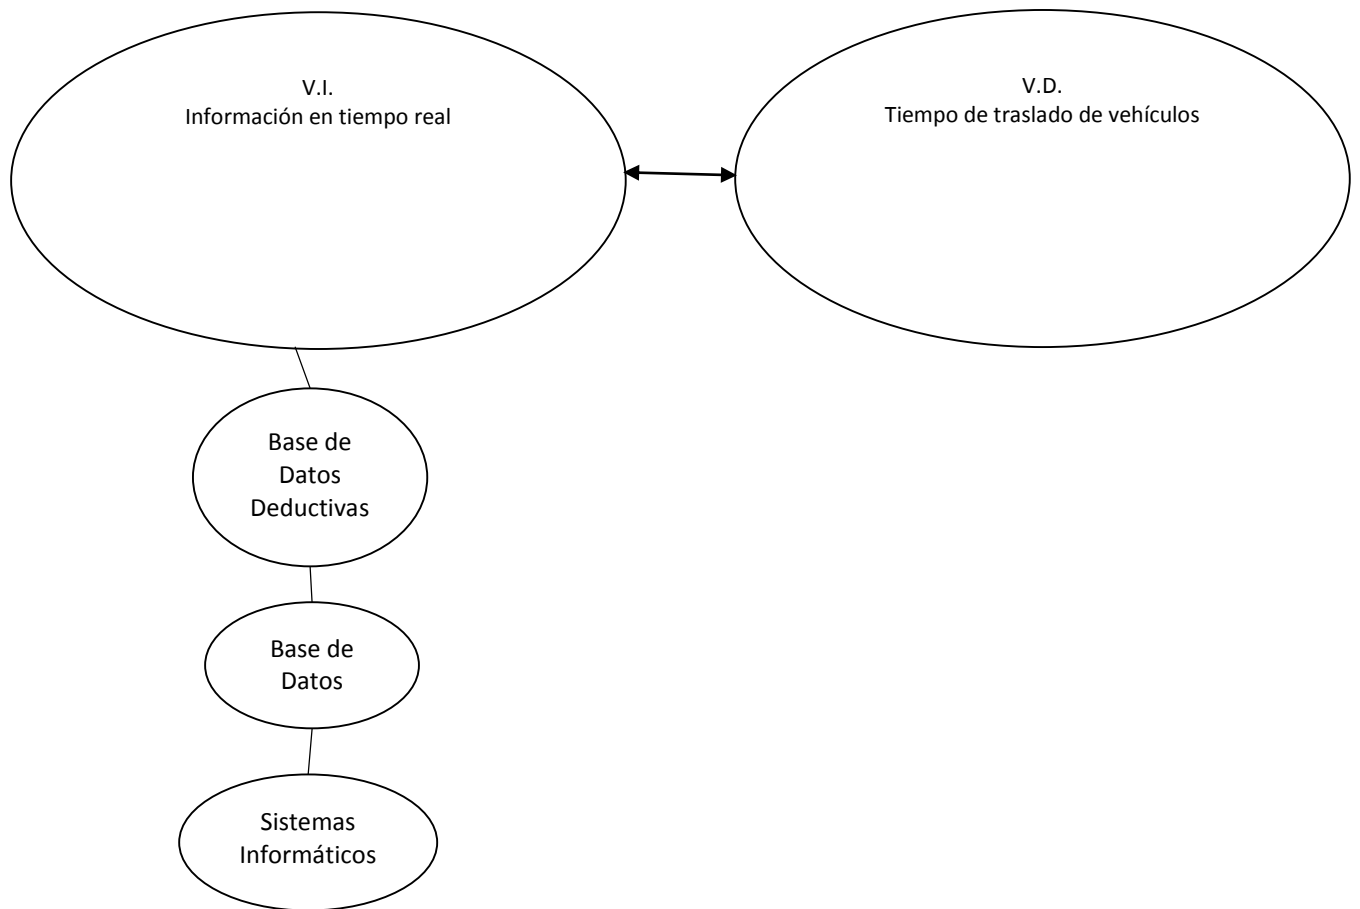 V.I.
Información en tiempo real
V.D.
Tiempo de traslado de vehículos
Base de
Datos
Deductivas
Base de
Datos
Sistemas
Informáticos